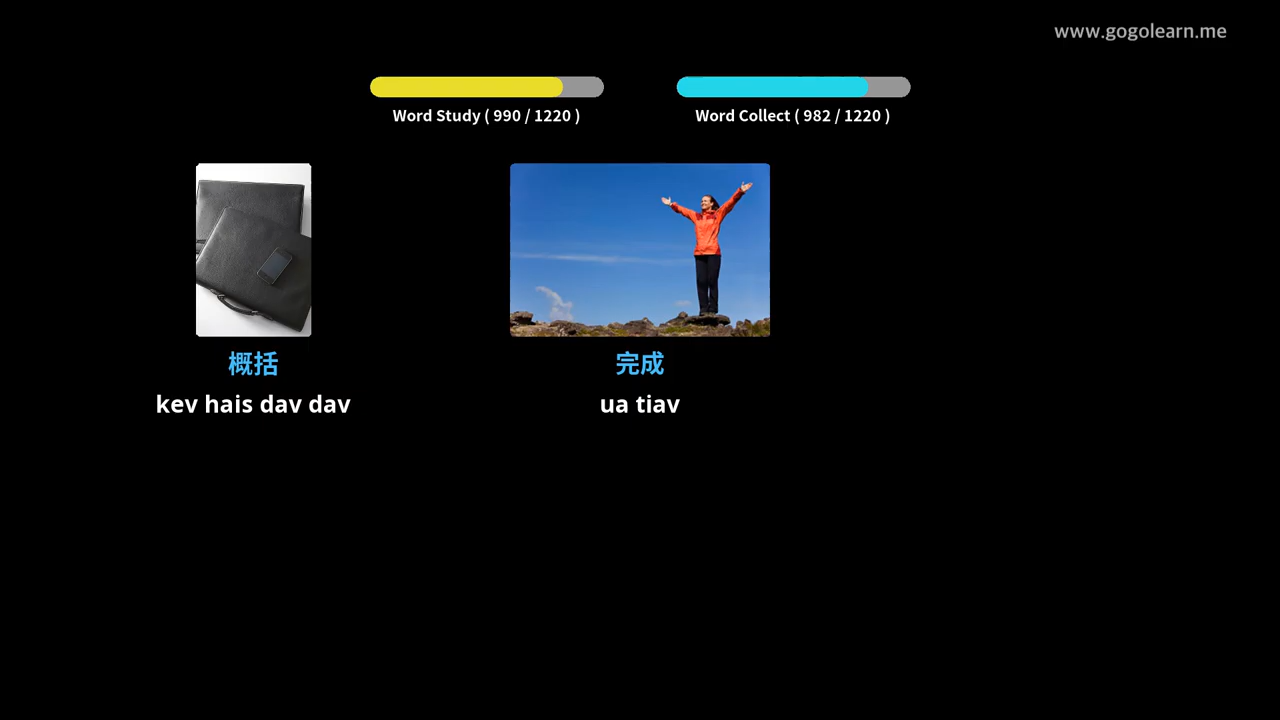 www.gogolearn.me
Word Study ( 990 / 1220 )
Word Collect ( 982 / 1220 )
概括
kev hais dav dav
完成
ua tiav